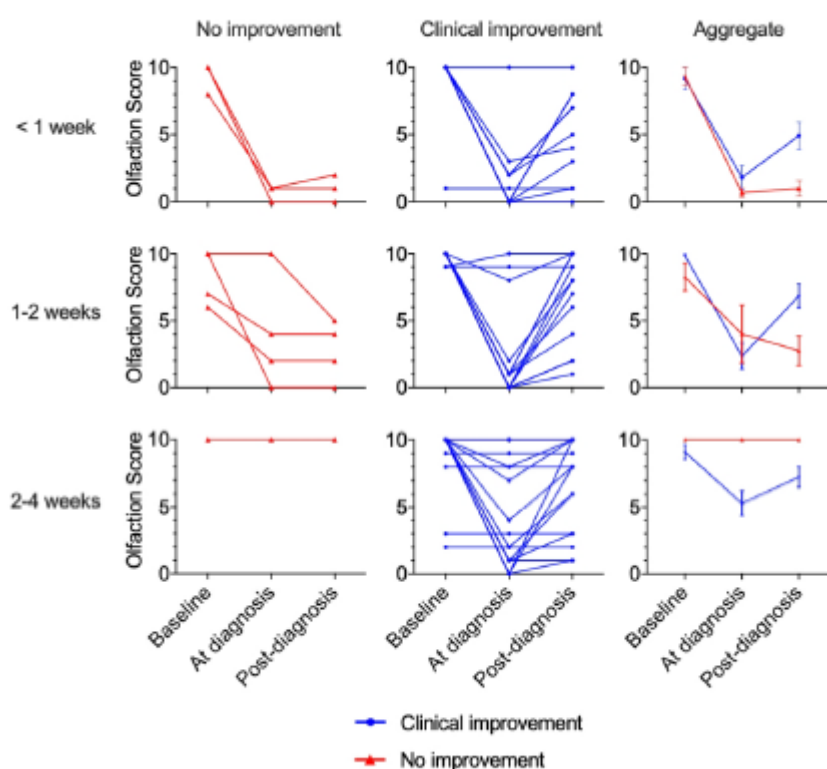 No improvement Clinical improvement Aggregate
< 1 week
Olfaction Score
10
5
0
10
5
0
10
5
0
1-2 weeks
Olfaction Score
10
5
0
10
5
0
10
5
0
2-4 weeks
Olfaction Score
10
5
0
10
5
0
10
5
0
Baseline
At diagnosis
Post-diagnosis
Baseline
At diagnosis
Post-diagnosis
Baseline
At diagnosis
Post-diagnosis
Clinical improvement
No improvement